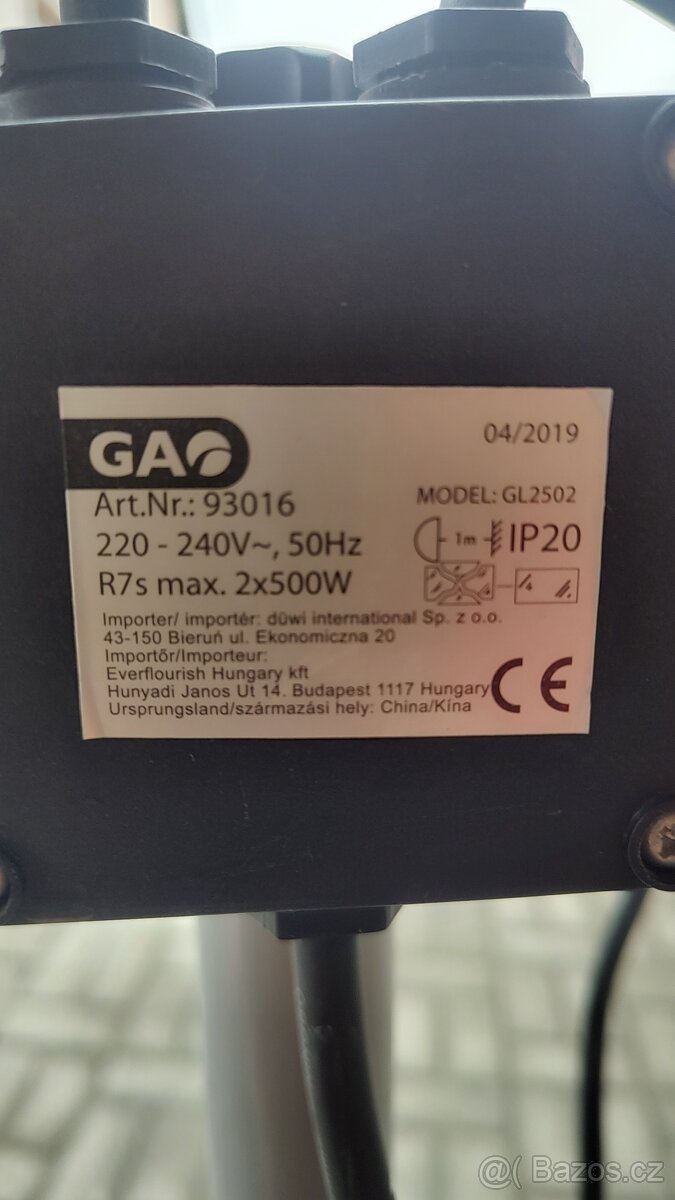 GAO
04/2019
Art.Nr.: 93016
MODEL: GL2502
220 - 240V~, 50Hz
1m IP20
R7s max. 2x500W
Importer/ importér: düwi international Sp. z o.o.
43-150 Bieruń ul. Ekonomiczna 20
Importőr/Importeur:
Everflourish Hungary kft
Hunyadi Janos Ut 14. Budapest 1117 Hungary
Ursprungsland/származási hely: China/Kína
CE
@( Bazos.cz